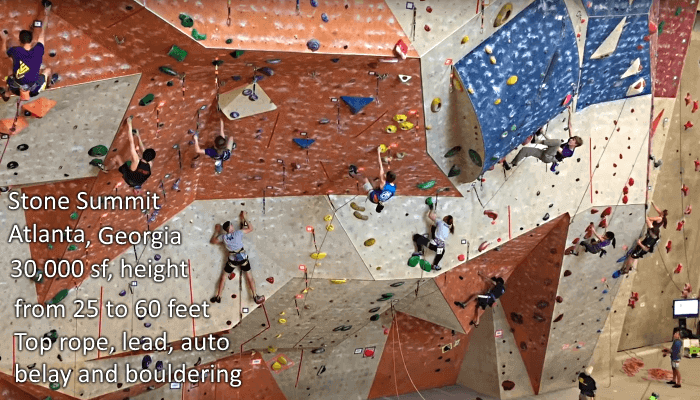 Stone Summit
Atlanta, Georgia
30,000 sf, height
from 25 to 60 feet
Top rope, lead, auto
belay and bouldering